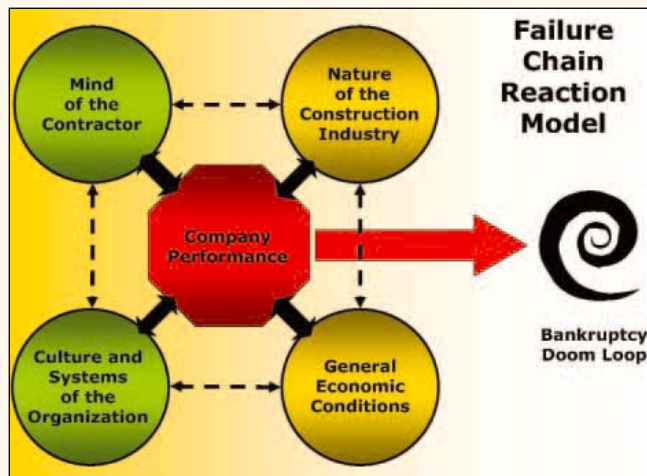 Failure
Chain
Reaction
Model
Mind
of the
Contractor
Nature
of the
Construction
Industry
Company
Performance
Culture and
Systems
of the
Organization
General
Economic
Conditions
Bankruptcy
Doom Loop